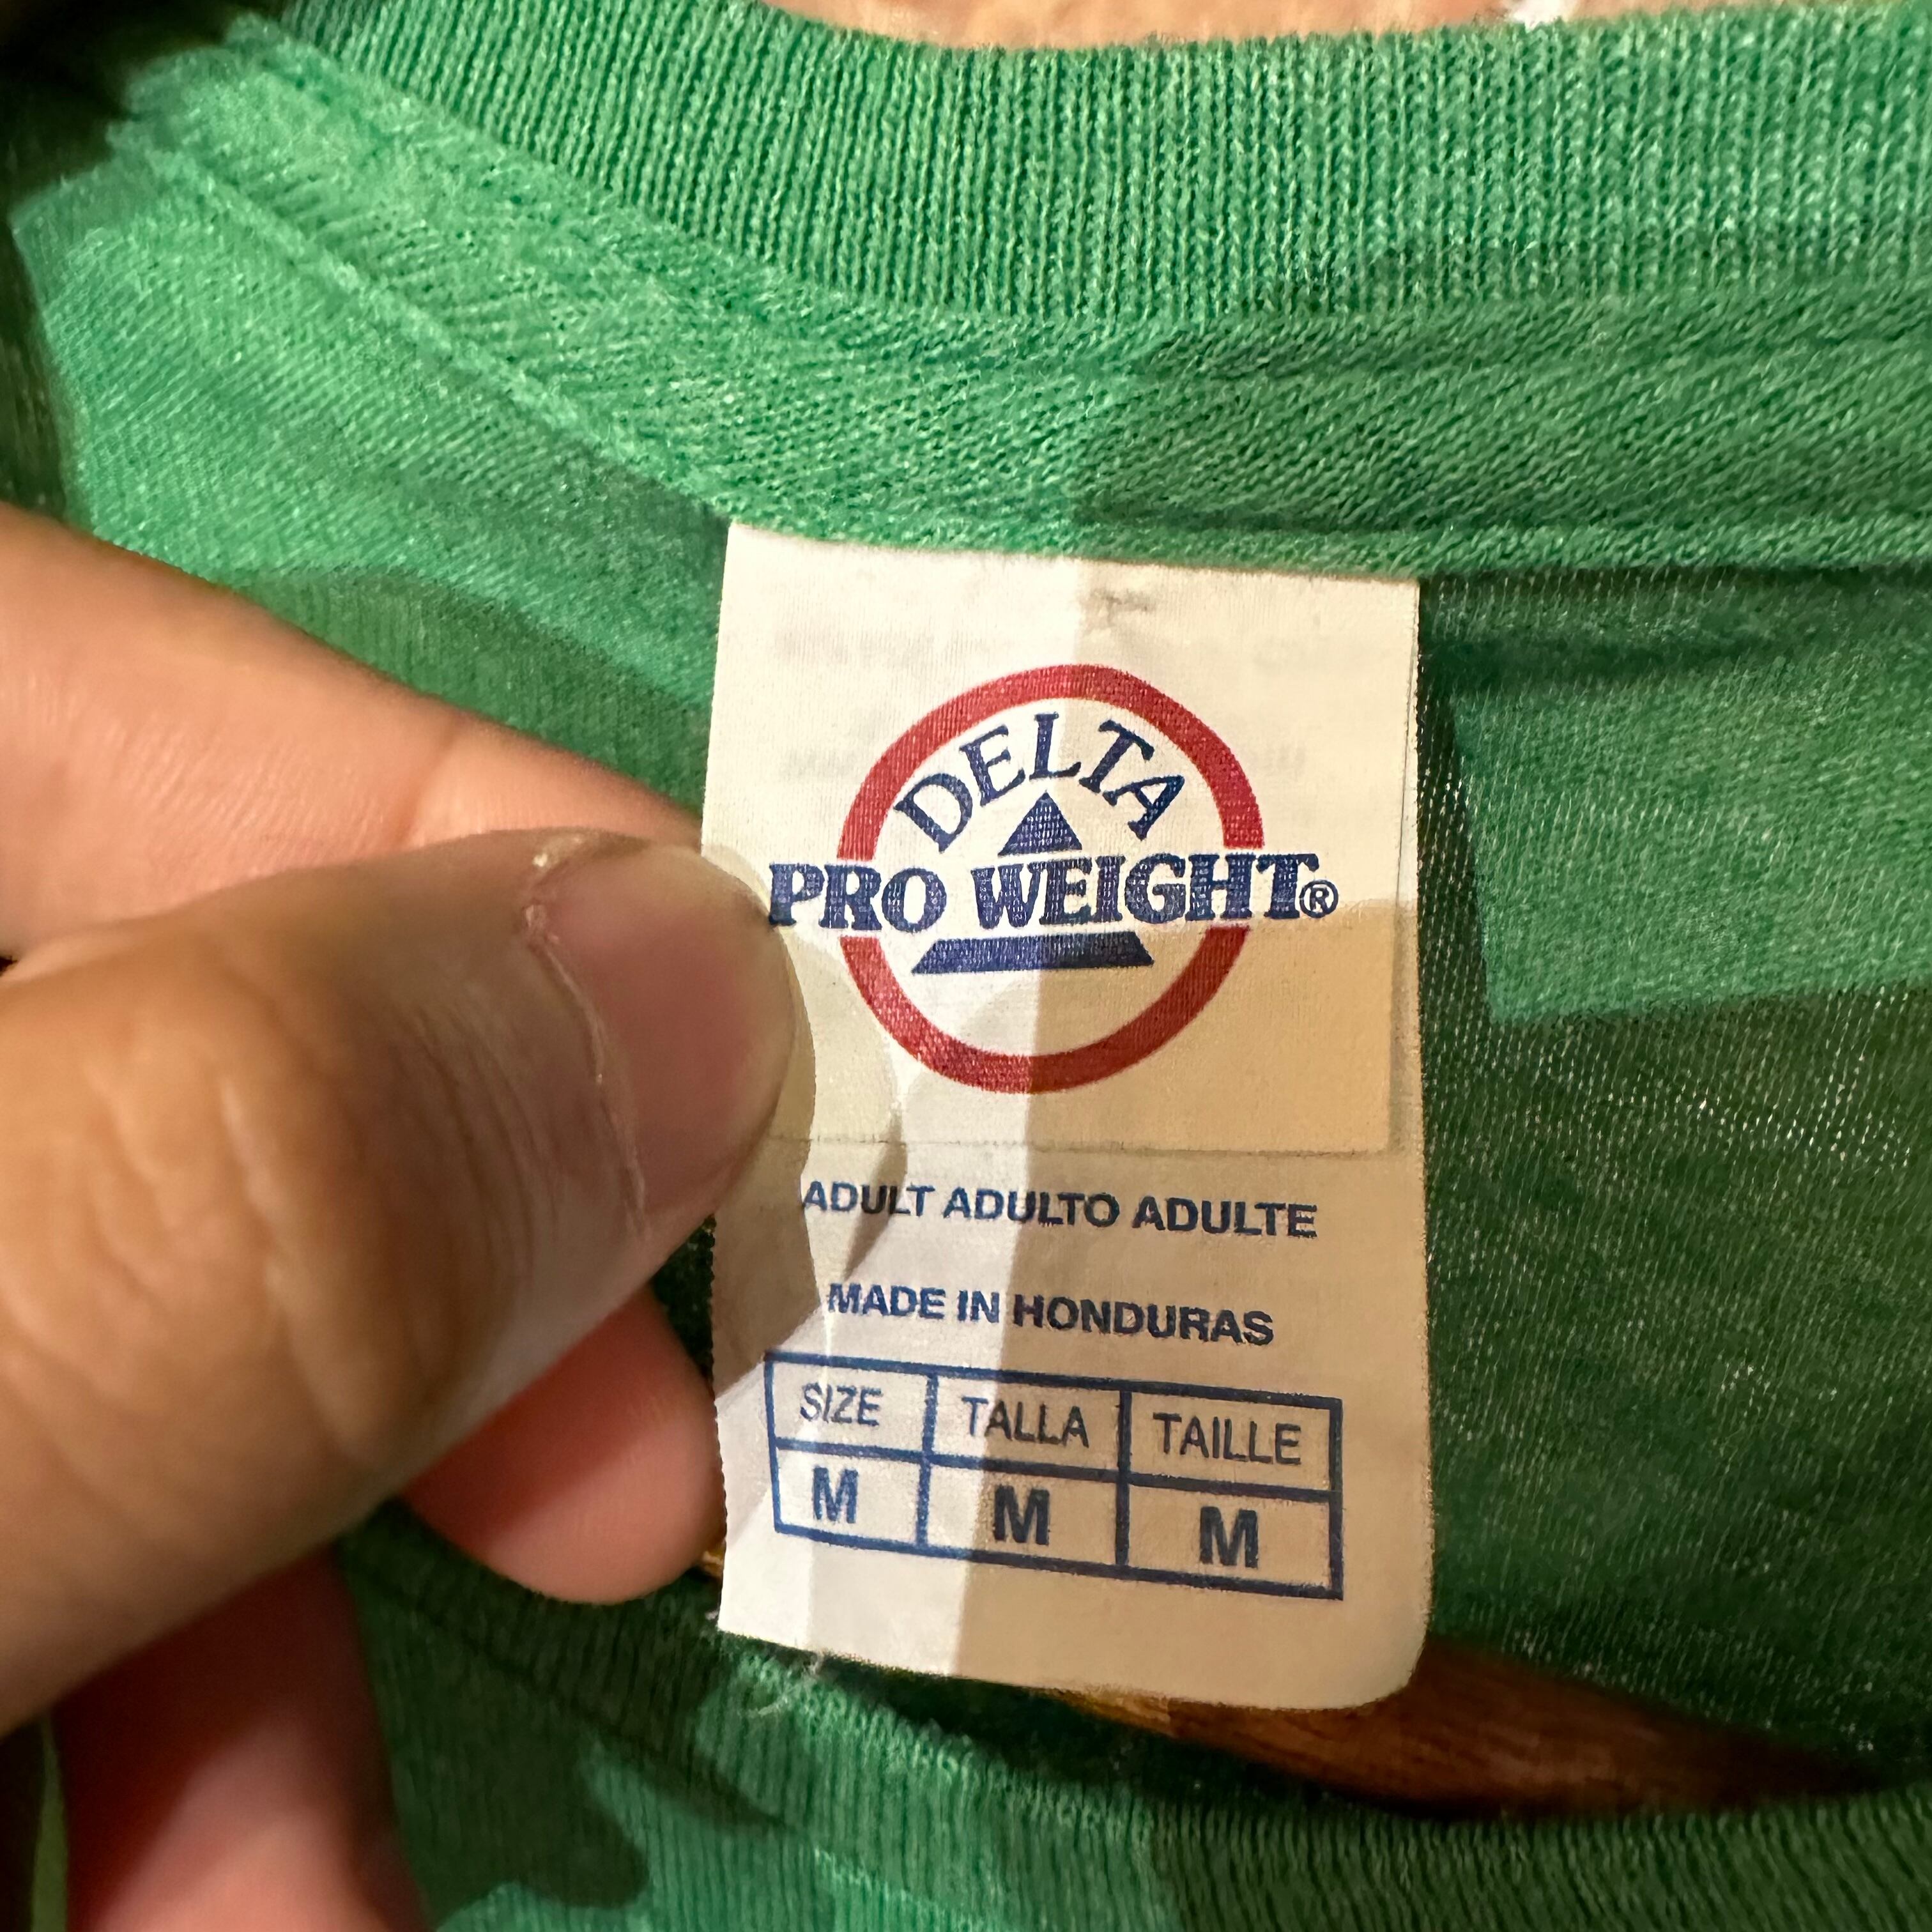 DELTA
PRO WEIGHT®
ADULT ADULTO ADULTE
MADE IN HONDURAS
SIZE TALLA TAILLE
M M M